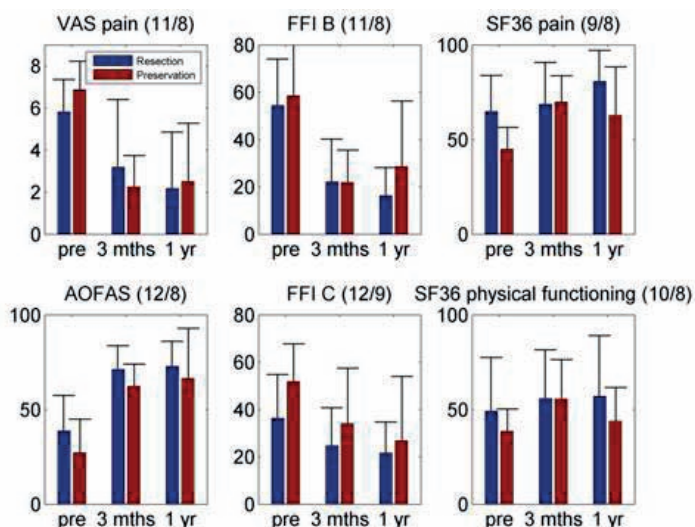 VAS pain (11/8)
FFI B (11/8)
SF36 pain (9/8)
8
6
4
2
0
Resection
Preservation
80
60
40
20
0
100
50
0
pre 3 mths 1 yr
pre 3 mths 1 yr
pre 3 mths 1 yr
AOFAS (12/8)
FFI C (12/9)
SF36 physical functioning (10/8)
100
50
0
80
60
40
20
0
100
50
0
pre 3 mths 1 yr
pre 3 mths 1 yr
pre 3 mths 1 yr